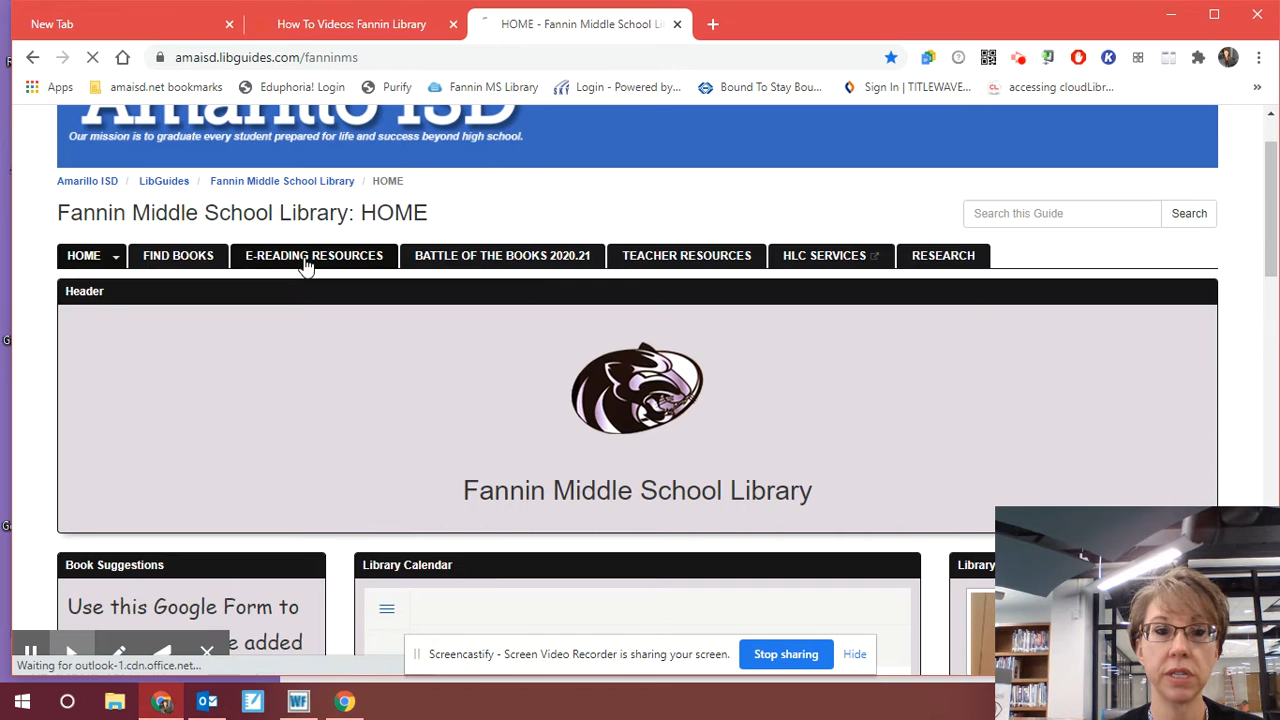 New Tab
How To Videos: Fannin Library
HOME - Fannin Middle School Li
amaisd.libguides.com/fanninms
Apps
amaisd.net bookmarks
Eduphoria! Login
Purify
Fannin MS Library
Login - Powered by...
Bound To Stay Bou...
Sign In | TITLEWAVE...
accessing cloudLibr...
Amarillo ISD
Our mission is to graduate every student prepared for life and success beyond high school.
Amarillo ISD / LibGuides / Fannin Middle School Library / HOME
Fannin Middle School Library: HOME
Search this Guide
Search
HOME
FIND BOOKS
E-READING RESOURCES
BATTLE OF THE BOOKS 2020.21
TEACHER RESOURCES
HLC SERVICES
RESEARCH
Header
Fannin Middle School Library
Book Suggestions
Library Calendar
Library
Use this Google Form to
added
Screencastify - Screen Video Recorder is sharing your screen.
Stop sharing
Hide
Waiting for outlook-1.cdn.office.net...